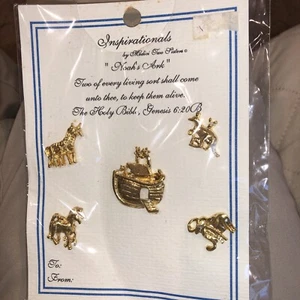 Inspirationals
by
" Noah's Ark"
Two of every living sort shall come
unto thee, to keep them alive.
The Holy Bible, Genesis 6:20B
To:
From: